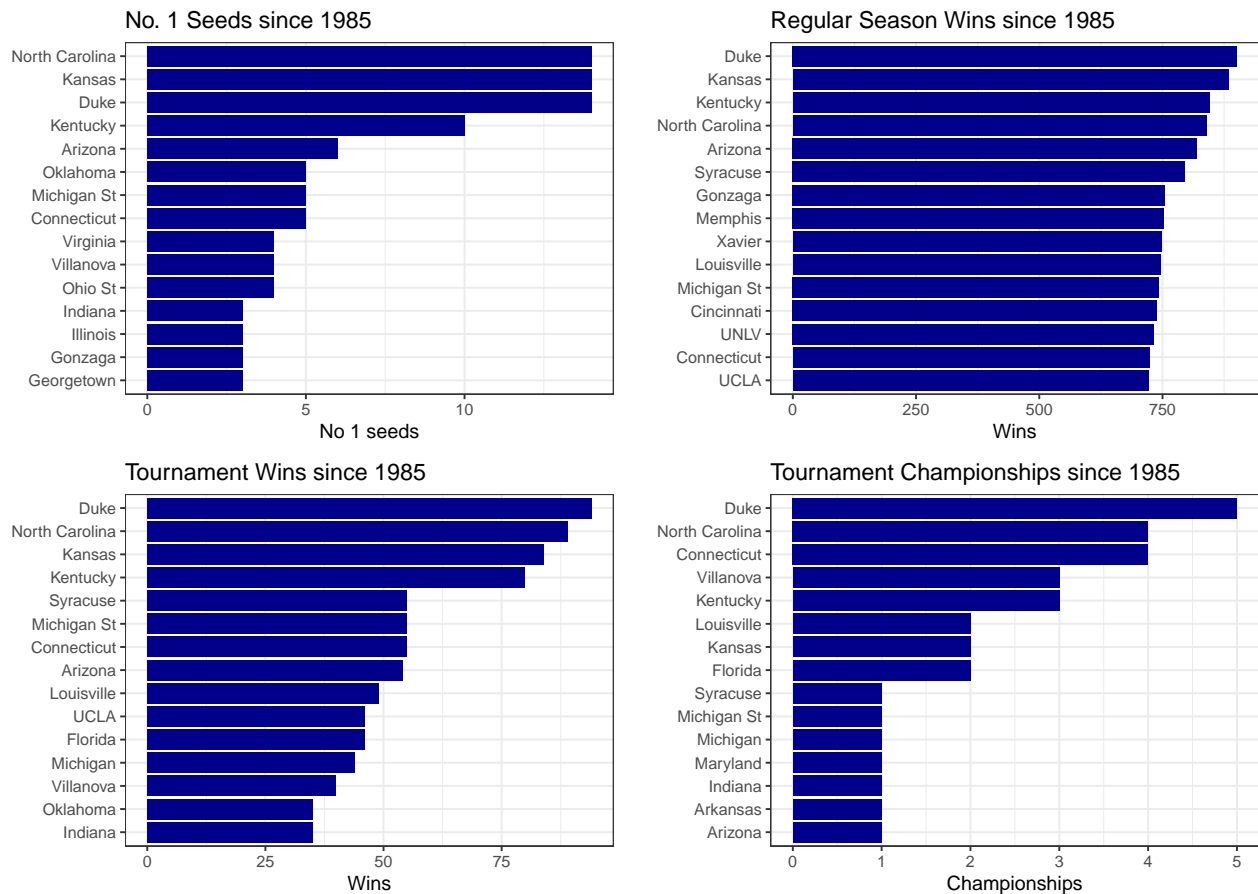 No. 1 Seeds since 1985
North Carolina
Kansas
Duke
Kentucky
Arizona
Oklahoma
Michigan St
Connecticut
Virginia
Villanova
Ohio St
Indiana
Illinois
Gonzaga
Georgetown
0 5 10
No 1 seeds
Regular Season Wins since 1985
Duke
Kansas
Kentucky
North Carolina
Arizona
Syracuse
Gonzaga
Memphis
Xavier
Louisville
Michigan St
Cincinnati
UNLV
Connecticut
UCLA
0 250 500 750
Wins
Tournament Wins since 1985
Duke
North Carolina
Kansas
Kentucky
Syracuse
Michigan St
Connecticut
Arizona
Louisville
UCLA
Florida
Michigan
Villanova
Oklahoma
Indiana
0 25 50 75
Wins
Tournament Championships since 1985
Duke
North Carolina
Connecticut
Villanova
Kentucky
Louisville
Kansas
Florida
Syracuse
Michigan St
Michigan
Maryland
Indiana
Arkansas
Arizona
0 1 2 3 4 5
Championships